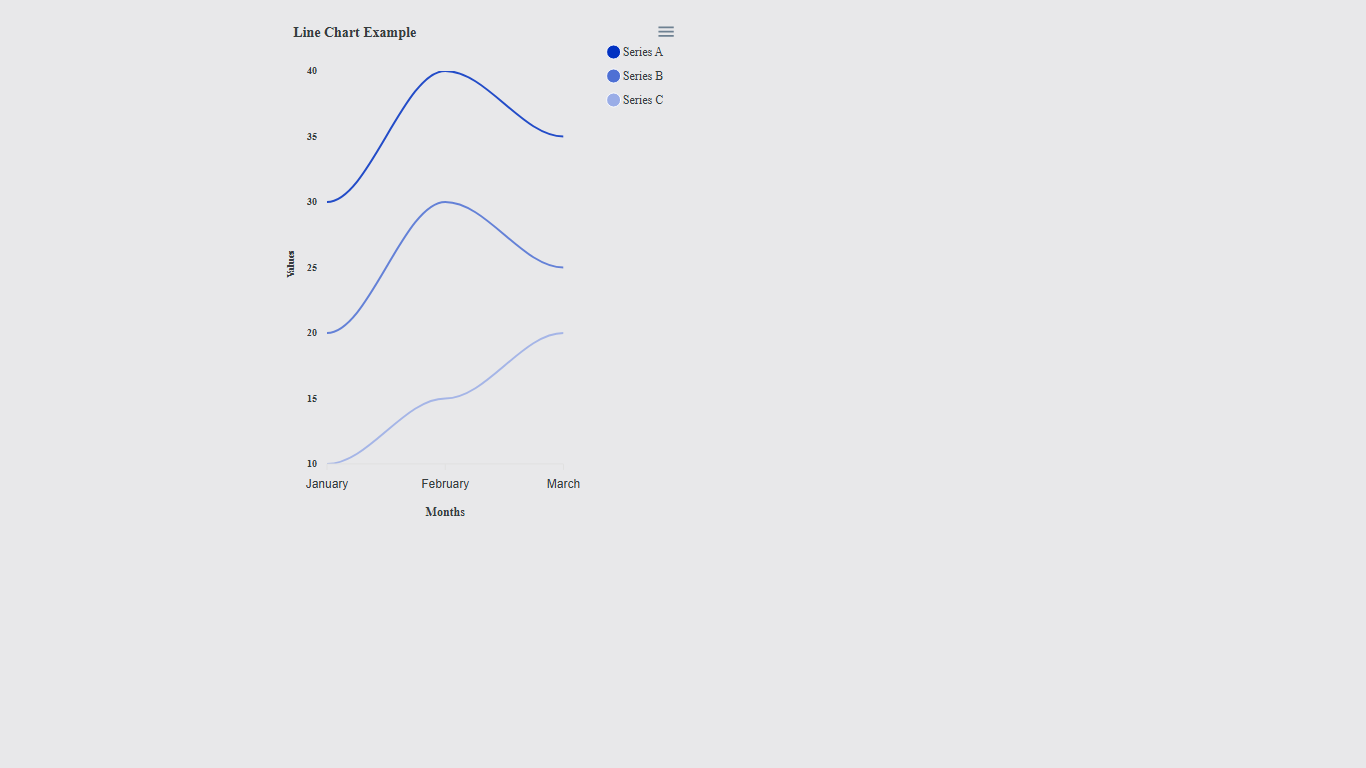 Line Chart Example
Series A
Series B
Series C
40
35
30
25
20
15
10
Values
January February March
Months